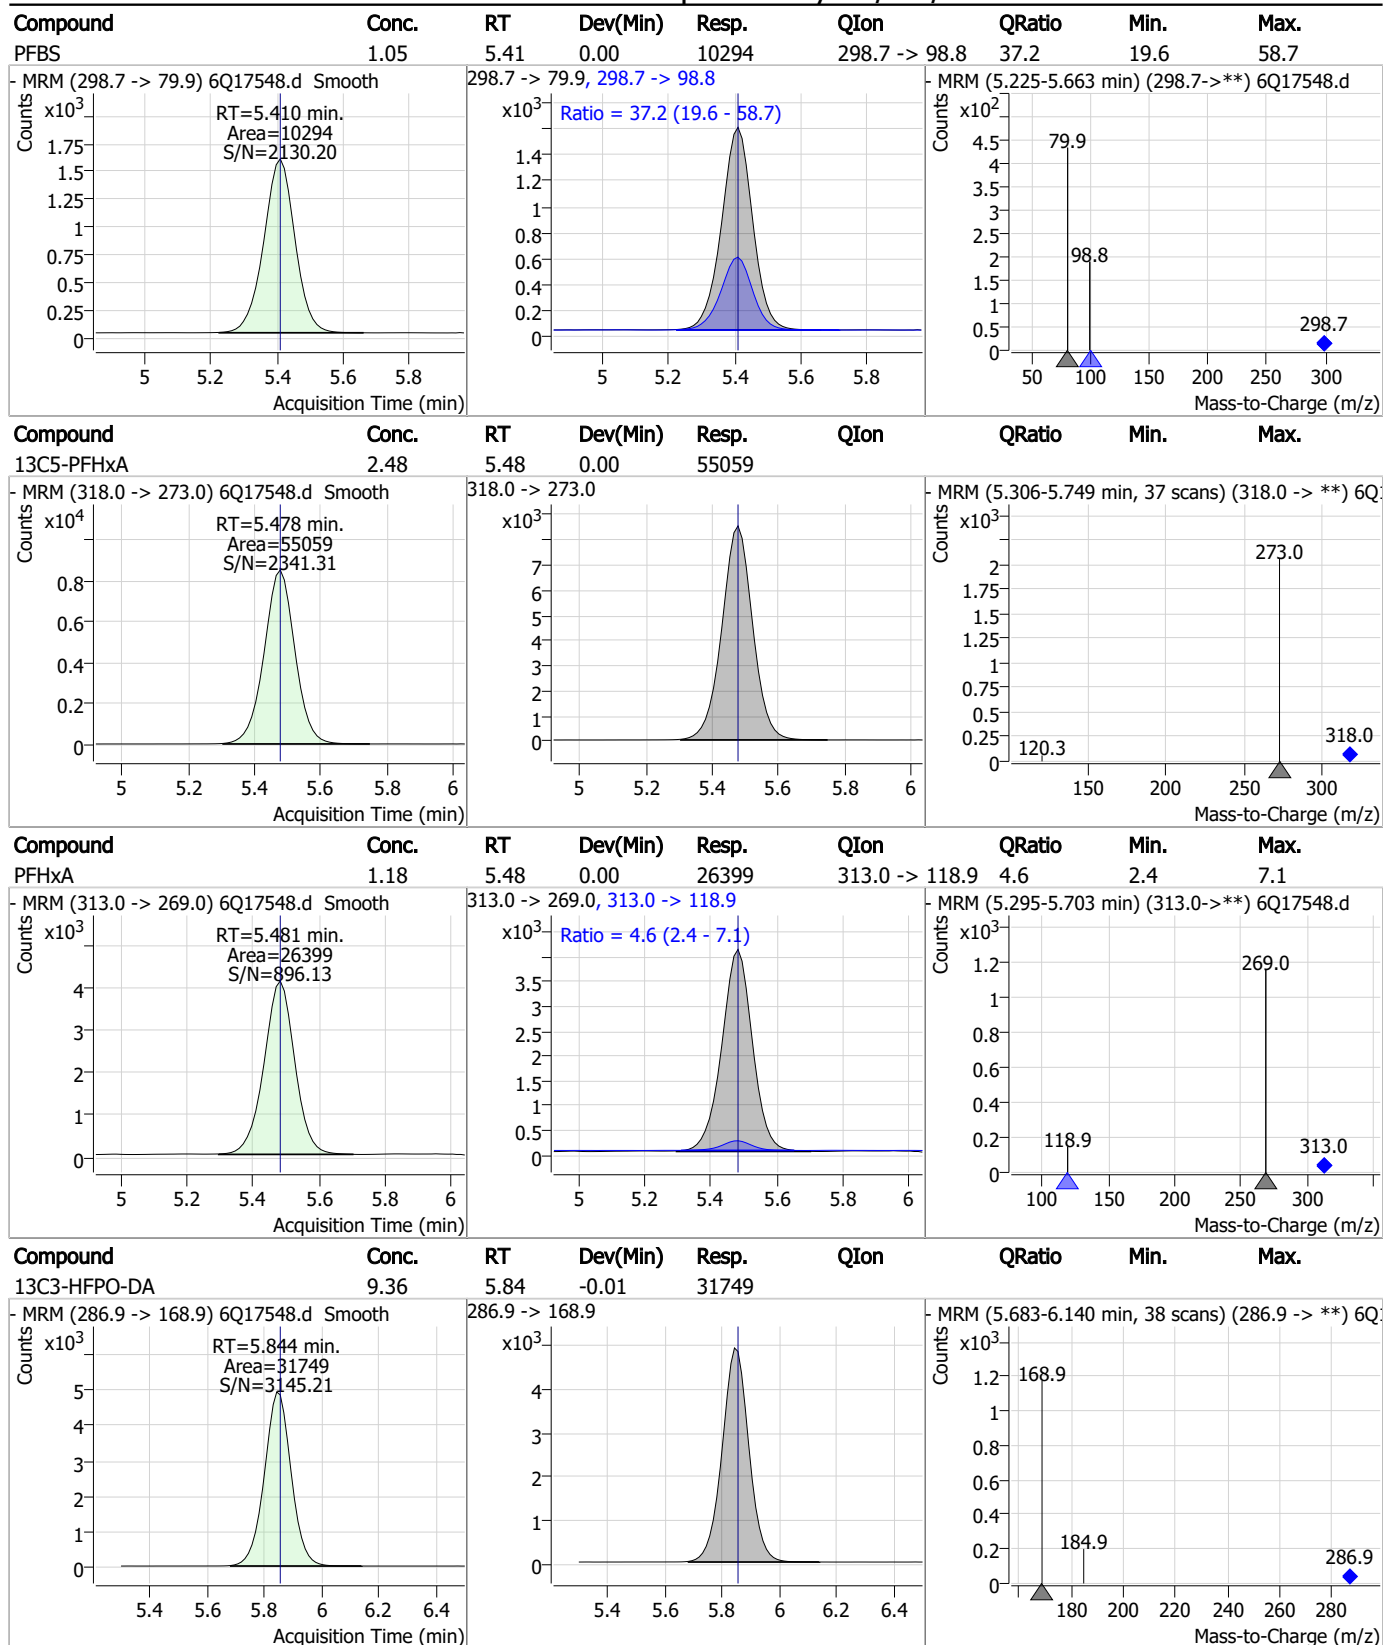 Compound Conc. RT Dev(Min) Resp. QIon QRatio Min. Max.
PFBS 1.05 5.41 0.00 10294 298.7 -> 98.8 37.2 19.6 58.7
- MRM (298.7 -> 79.9) 6Q17548.d Smooth
Counts
x10³
RT=5.410 min.
Area=10294
S/N=2130.20
1.75
1.5
1.25
1
0.75
0.5
0.25
0
5 5.2 5.4 5.6 5.8
Acquisition Time (min)
298.7 -> 79.9, 298.7 -> 98.8
x10³
Ratio = 37.2 (19.6 - 58.7)
1.4
1.2
1
0.8
0.6
0.4
0.2
0
5 5.2 5.4 5.6 5.8
- MRM (5.225-5.663 min) (298.7->**) 6Q17548.d
Counts
x10²
4.5
4
3.5
3
2.5
2
1.5
1
0.5
0
79.9
98.8
298.7
50 100 150 200 250 300
Mass-to-Charge (m/z)
Compound Conc. RT Dev(Min) Resp. QIon QRatio Min. Max.
13C5-PFHxA 2.48 5.48 0.00 55059
- MRM (318.0 -> 273.0) 6Q17548.d Smooth
Counts
x10⁴
RT=5.478 min.
Area=55059
S/N=2341.31
0.8
0.6
0.4
0.2
0
5 5.2 5.4 5.6 5.8 6
Acquisition Time (min)
318.0 -> 273.0
x10³
7
6
5
4
3
2
1
0
5 5.2 5.4 5.6 5.8 6
- MRM (5.306-5.749 min, 37 scans) (318.0 -> **) 6Q1
Counts
x10³
2
1.75
1.5
1.25
1
0.75
0.5
0.25
0
273.0
120.3
318.0
150 200 250 300
Mass-to-Charge (m/z)
Compound Conc. RT Dev(Min) Resp. QIon QRatio Min. Max.
PFHxA 1.18 5.48 0.00 26399 313.0 -> 118.9 4.6 2.4 7.1
- MRM (313.0 -> 269.0) 6Q17548.d Smooth
Counts
x10³
RT=5.481 min.
Area=26399
S/N=896.13
4
3
2
1
0
5 5.2 5.4 5.6 5.8 6
Acquisition Time (min)
313.0 -> 269.0, 313.0 -> 118.9
x10³
Ratio = 4.6 (2.4 - 7.1)
3.5
3
2.5
2
1.5
1
0.5
0
5 5.2 5.4 5.6 5.8 6
- MRM (5.295-5.703 min) (313.0->**) 6Q17548.d
Counts
x10³
1.2
1
0.8
0.6
0.4
0.2
0
269.0
118.9
313.0
100 150 200 250 300
Mass-to-Charge (m/z)
Compound Conc. RT Dev(Min) Resp. QIon QRatio Min. Max.
13C3-HFPO-DA 9.36 5.84 -0.01 31749
- MRM (286.9 -> 168.9) 6Q17548.d Smooth
Counts
x10³
RT=5.844 min.
Area=31749
S/N=3145.21
5
4
3
2
1
0
5.4 5.6 5.8 6 6.2 6.4
Acquisition Time (min)
286.9 -> 168.9
x10³
4
3
2
1
0
5.4 5.6 5.8 6 6.2 6.4
- MRM (5.683-6.140 min, 38 scans) (286.9 -> **) 6Q1
Counts
x10³
1.2
1
0.8
0.6
0.4
0.2
0
168.9
184.9
286.9
180 200 220 240 260 280
Mass-to-Charge (m/z)